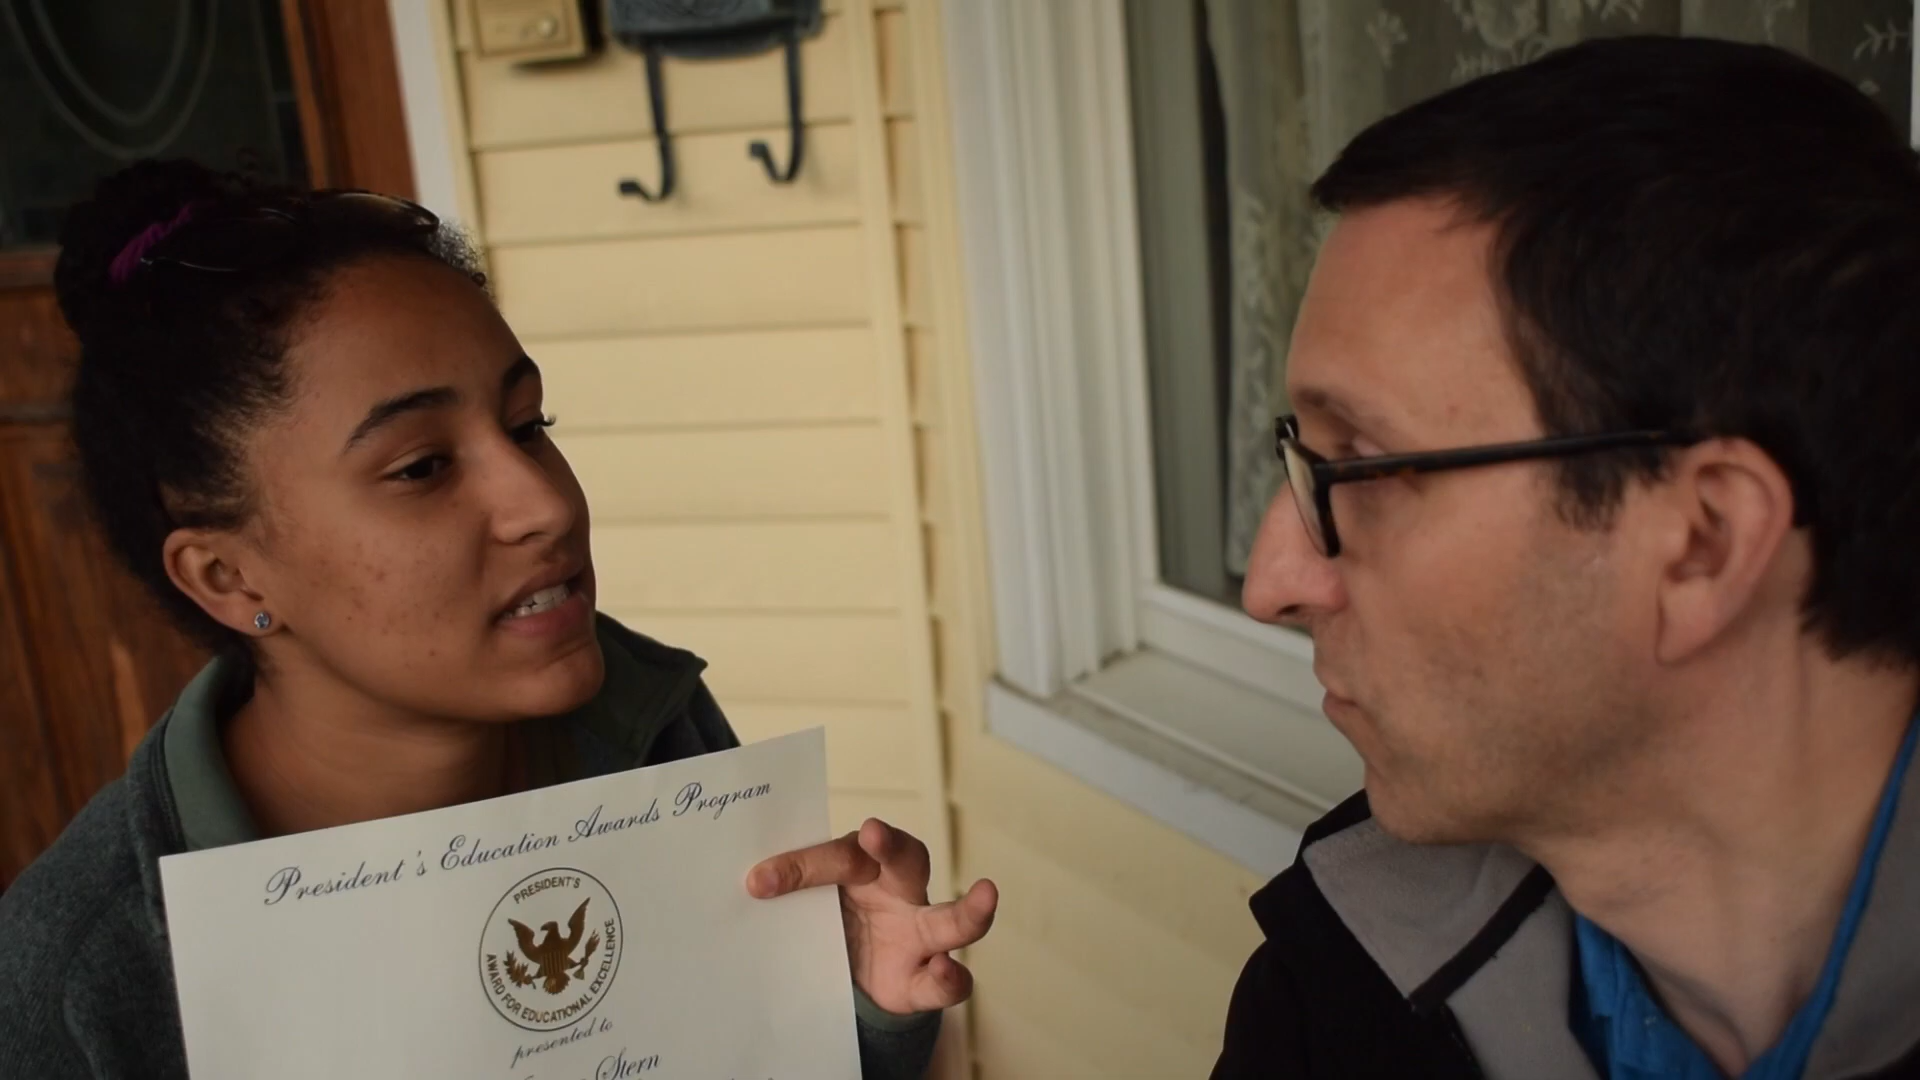 President's Education Awards Program
PRESIDENT'S
AWARD FOR EDUCATIONAL EXCELLENCE
presented to
Stern